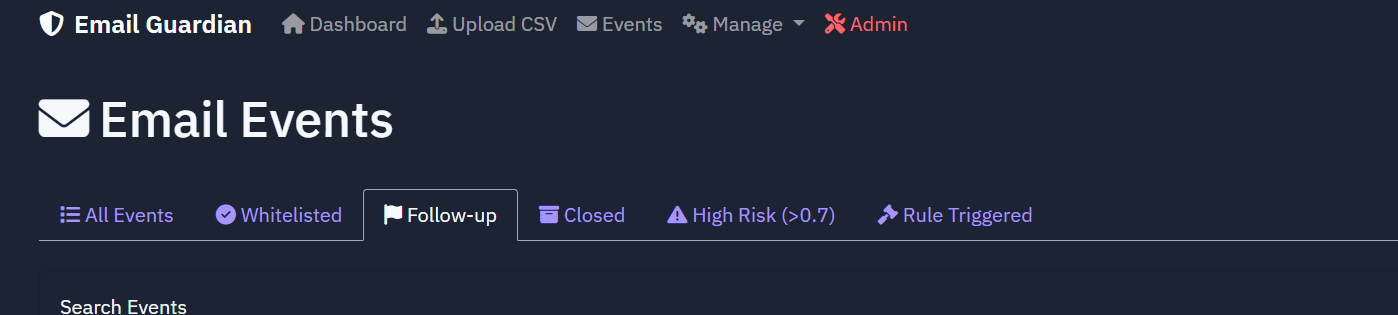 Email Guardian Dashboard Upload CSV Events Manage Admin
Email Events
All Events Whitelisted Follow-up Closed High Risk (>0.7) Rule Triggered
Search Events